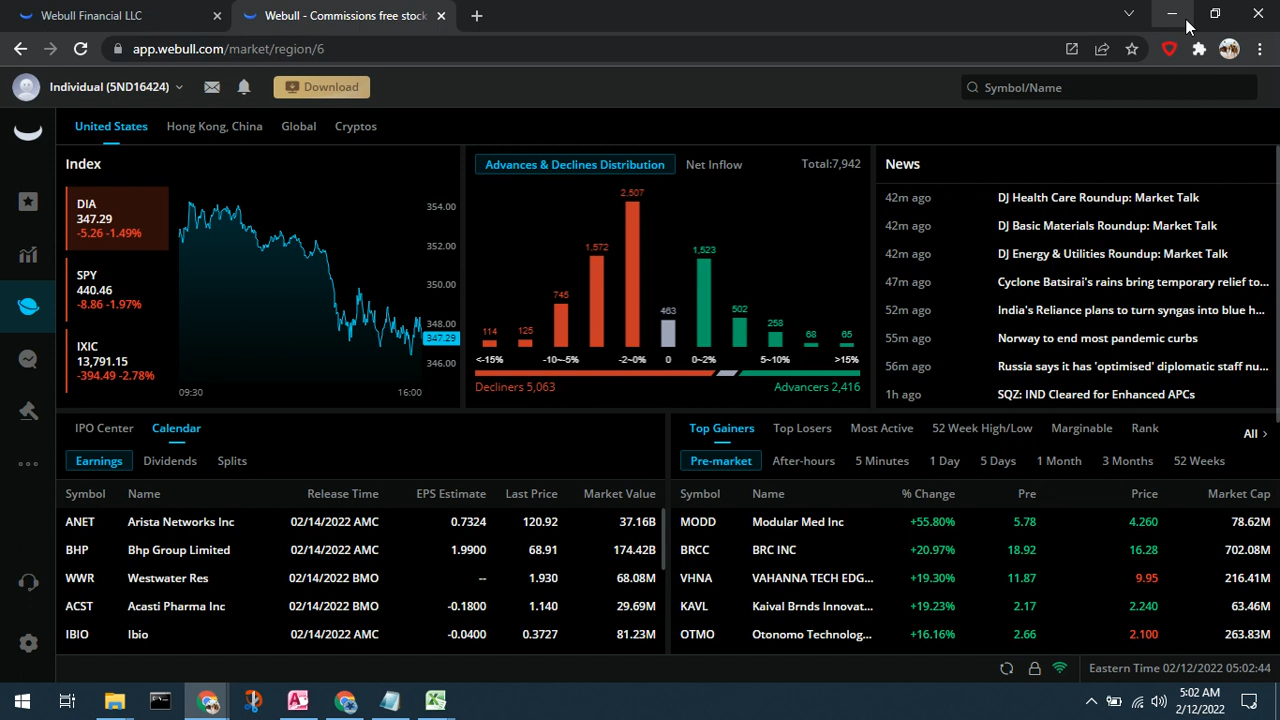 Webull Financial LLC
Webull - Commissions free stock
app.webull.com/market/region/6
Individual (5ND16424)
Download
Symbol/Name
United States Hong Kong, China Global Cryptos
Index
DIA
347.29
-5.26 -1.49%
SPY
440.46
-8.86 -1.97%
IXIC
13,791.15
-394.49 -2.78%
354.00
352.00
350.00
348.00
347.29
346.00
09:30 16:00
Advances & Declines Distribution Net Inflow Total:7,942
114 125 745 1,572 2,507 463 1,523 502 258 68 65
<-15% -10~-5% -2~0% 0 0~2% 5~10% >15%
Decliners 5,063 Advancers 2,416
News
42m ago DJ Health Care Roundup: Market Talk
42m ago DJ Basic Materials Roundup: Market Talk
42m ago DJ Energy & Utilities Roundup: Market Talk
47m ago Cyclone Batsirai's rains bring temporary relief to...
52m ago India's Reliance plans to turn syngas into blue h...
55m ago Norway to end most pandemic curbs
56m ago Russia says it has 'optimised' diplomatic staff nu...
1h ago SQZ: IND Cleared for Enhanced APCs
IPO Center Calendar
Earnings Dividends Splits
Symbol Name Release Time EPS Estimate Last Price Market Value
ANET Arista Networks Inc 02/14/2022 AMC 0.7324 120.92 37.16B
BHP Bhp Group Limited 02/14/2022 AMC 1.9900 68.91 174.42B
WWR Westwater Res 02/14/2022 BMO -- 1.930 68.08M
ACST Acasti Pharma Inc 02/14/2022 BMO -0.1800 1.140 29.69M
IBIO Ibio 02/14/2022 BMO -0.0400 0.3727 81.23M
Top Gainers Top Losers Most Active 52 Week High/Low Marginable Rank All >
Pre-market After-hours 5 Minutes 1 Day 5 Days 1 Month 3 Months 52 Weeks
Symbol Name % Change Pre Price Market Cap
MODD Modular Med Inc +55.80% 5.78 4.260 78.62M
BRCC BRC INC +20.97% 18.92 16.28 702.08M
VHNA VAHANNA TECH EDG... +19.30% 11.87 9.95 216.41M
KAVL Kaival Brnds Innovat... +19.23% 2.17 2.240 63.46M
OTMO Otonomo Technolog... +16.16% 2.66 2.100 263.83M
Eastern Time 02/12/2022 05:02:44
5:02 AM
2/12/2022